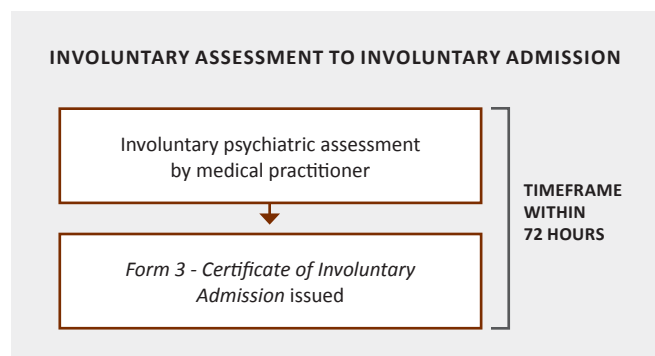 INVOLUNTARY ASSESSMENT TO INVOLUNTARY ADMISSION
Involuntary psychiatric assessment
by medical practitioner
TIMEFRAME
WITHIN
72 HOURS
Form 3 - Certificate of Involuntary
Admission issued